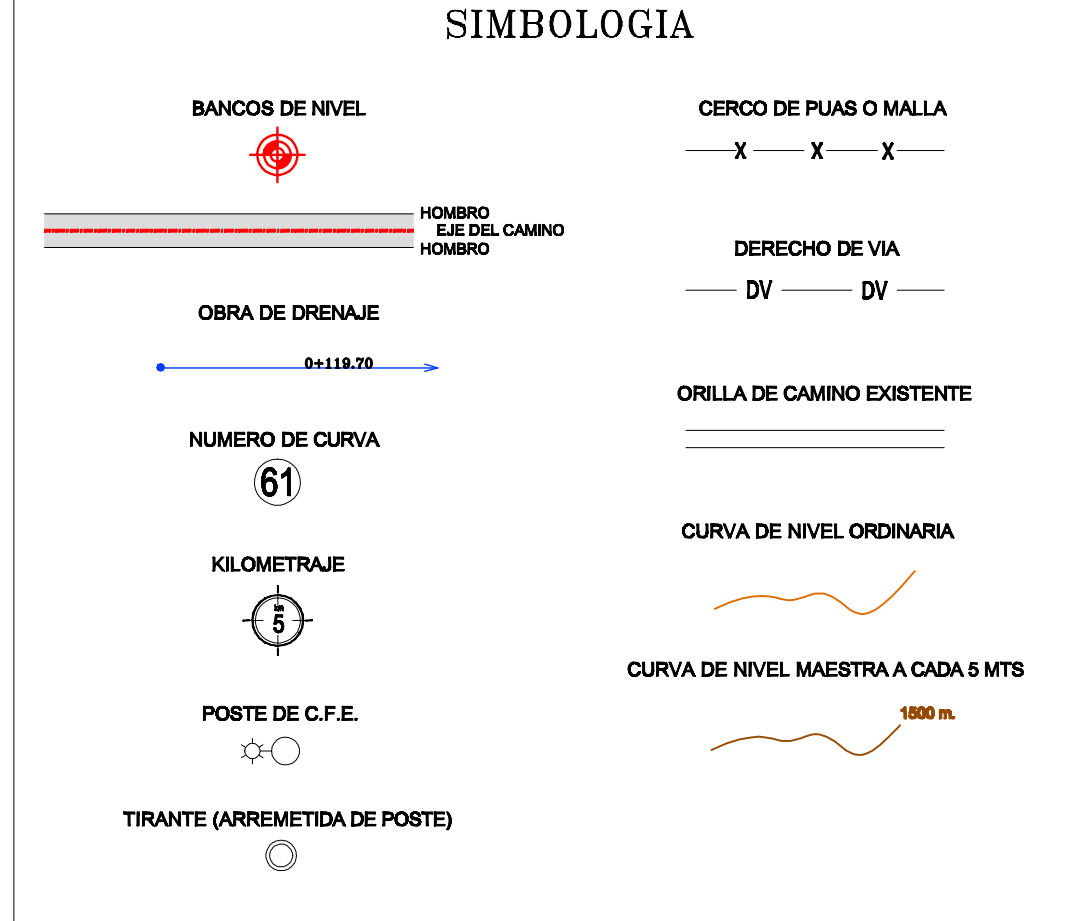 SIMBOLOGIA
BANCOS DE NIVEL
HOMBRO
EJE DEL CAMINO
HOMBRO
OBRA DE DRENAJE
0+119.70
NUMERO DE CURVA
61
KILOMETRAJE
km
5
POSTE DE C.F.E.
TIRANTE (ARREMETIDA DE POSTE)
CERCO DE PUAS O MALLA
X X X
DERECHO DE VIA
DV DV
ORILLA DE CAMINO EXISTENTE
CURVA DE NIVEL ORDINARIA
CURVA DE NIVEL MAESTRA A CADA 5 MTS
1500 m.